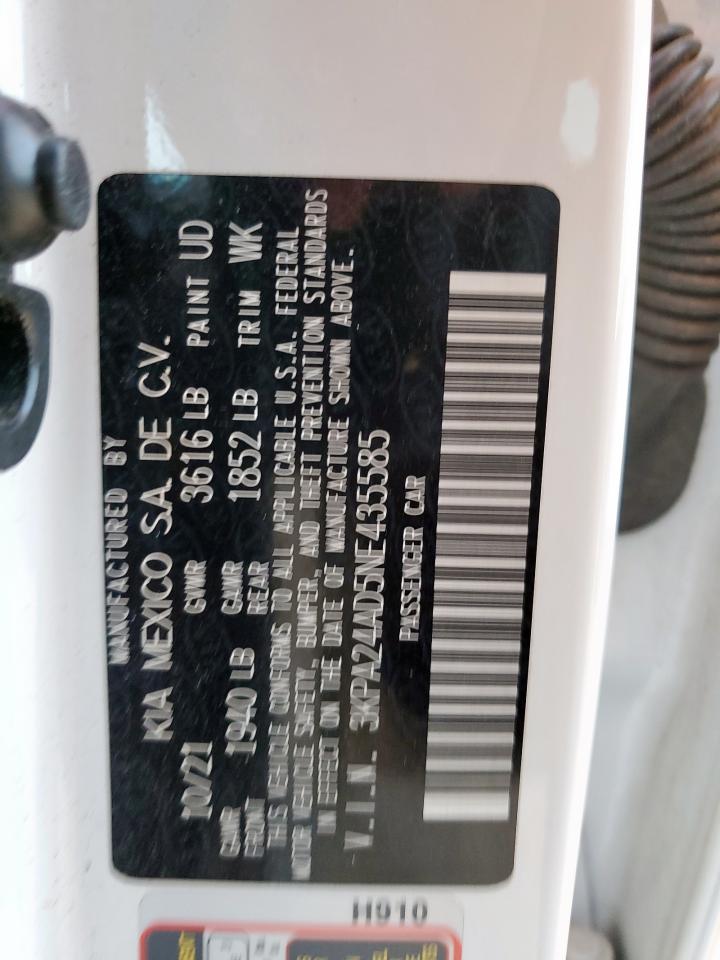 MANUFACTURED BY
KIA MEXICO S.A. DE C.V.
10/21 GVWR 3616 LB PAINT UD
GAWR FRONT 1940 LB GAWR REAR 1852 LB TRIM WK
THIS VEHICLE CONFORMS TO ALL APPLICABLE U.S.A. FEDERAL
MOTOR VEHICLE SAFETY, BUMPER, AND THEFT PREVENTION STANDARDS
IN EFFECT ON THE DATE OF MANUFACTURE SHOWN ABOVE.
V.I.N. 3KPA24AD5NE435585
PASSENGER CAR
H910